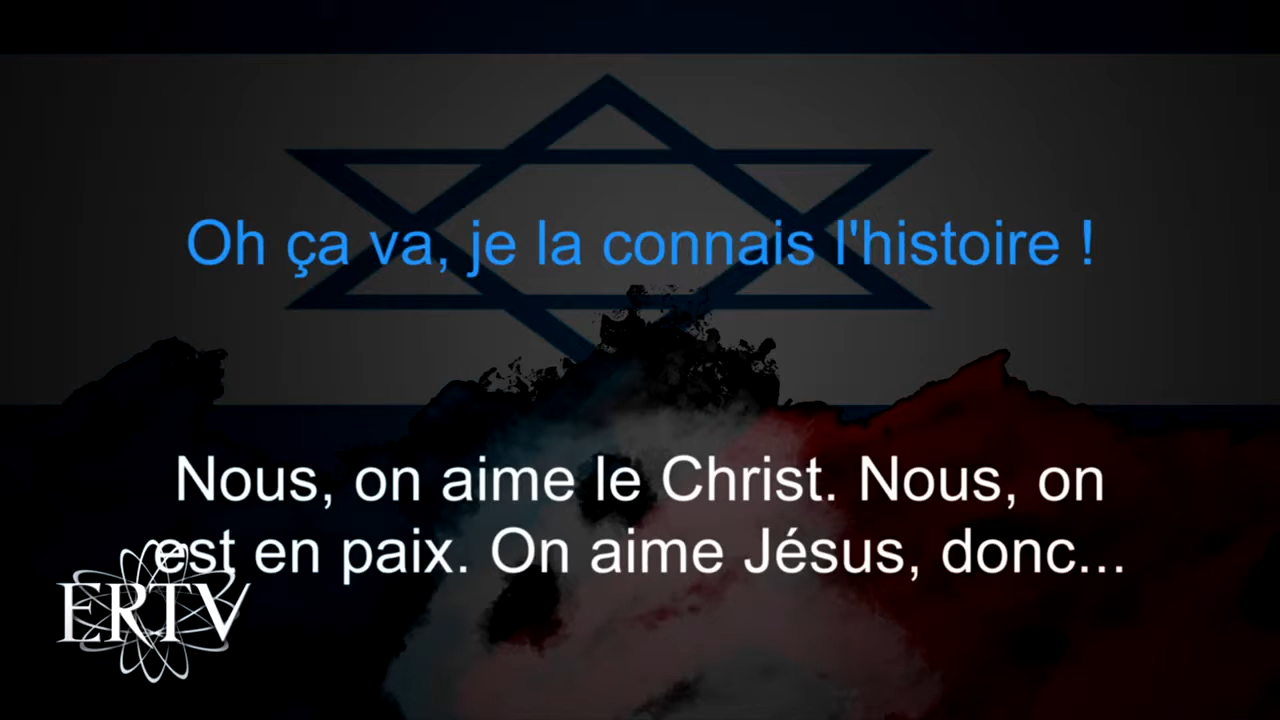 Oh ça va, je la connais l'histoire !
Nous, on aime le Christ. Nous, on
est en paix. On aime Jésus, donc...
ERTV